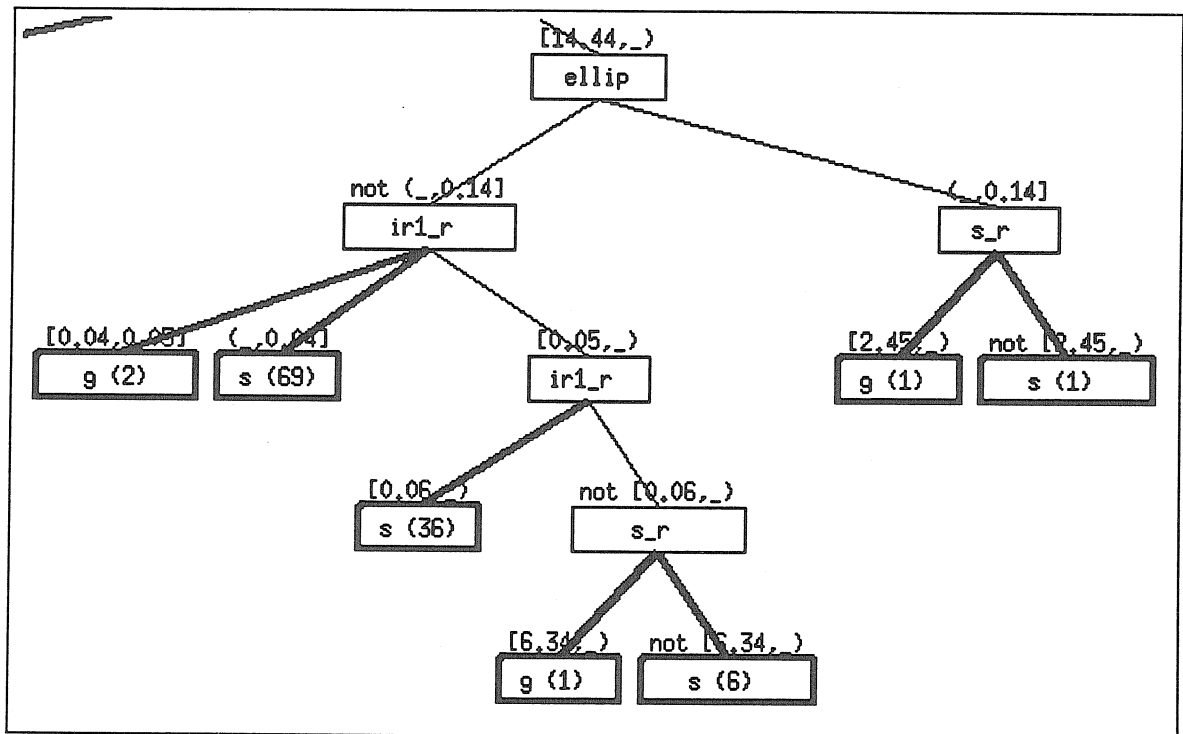 [14.44,_)
ellip
not (_,0.14]
(_,0.14]
ir1_r
s_r
[0.04,0.05]
(_,0.04]
[0.05,_)
[2.45,_)
not [2.45,_)
g (2)
s (69)
ir1_r
g (1)
s (1)
[0.06,_)
not [0.06,_)
s (36)
s_r
[6.34,_)
not [6.34,_)
g (1)
s (6)